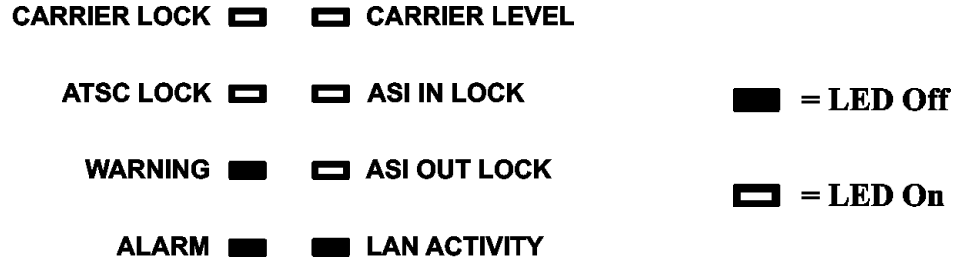 CARRIER LOCK CARRIER LEVEL
ATSC LOCK ASI IN LOCK
= LED Off
WARNING ASI OUT LOCK
= LED On
ALARM LAN ACTIVITY